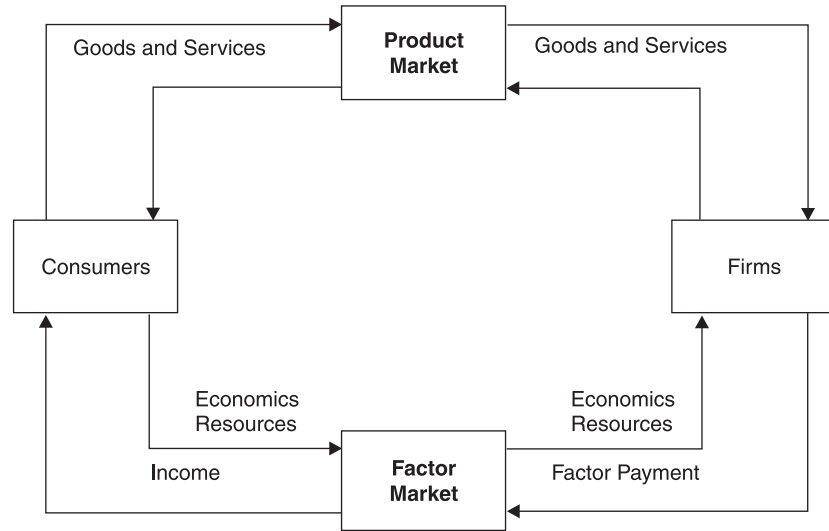 Product
Market
Goods and Services
Goods and Services
Consumers
Firms
Economics
Resources
Economics
Resources
Income
Factor
Market
Factor Payment